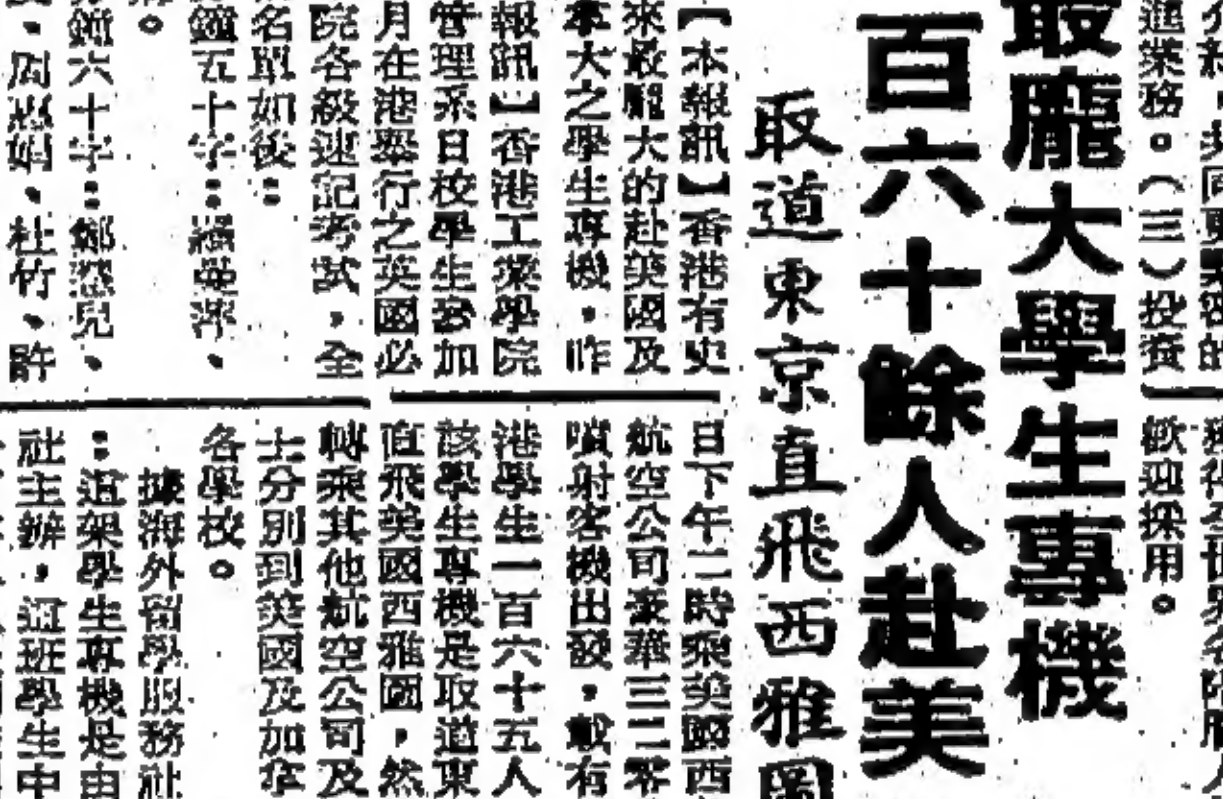 進業務。(三)投資
歡迎採用。
最龐大學生專機
百六十餘人赴美
取道東京直飛西雅圖
【本報訊】香港有史
來最龐大的赴美國及
拿大之學生專機,昨
日下午二時乘美國西
航空公司豪華三二零
噴射客機出發,載有
港學生一百六十五人
該學生專機是取道東
直飛美國西雅圖,然
轉乘其他航空公司及
士分別到美國及加拿
各學校。
據海外留學服務社
:這架學生專機是由
社主辦,這班學生中
報訊】香港工業學院
管理系日校學生參加
月在港舉行之英國必
院各級速記考試,全
名單如後:
鐘五十字:
鐘六十字:鄭
杜竹、許